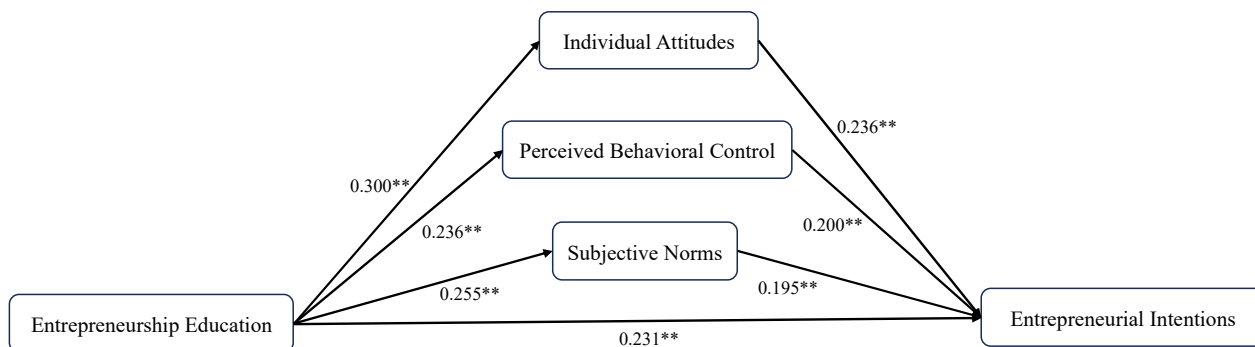 Individual Attitudes
0.236**
Perceived Behavioral Control
0.300**
0.200**
0.236**
Subjective Norms
0.255**
0.195**
Entrepreneurship Education
Entrepreneurial Intentions
0.231**